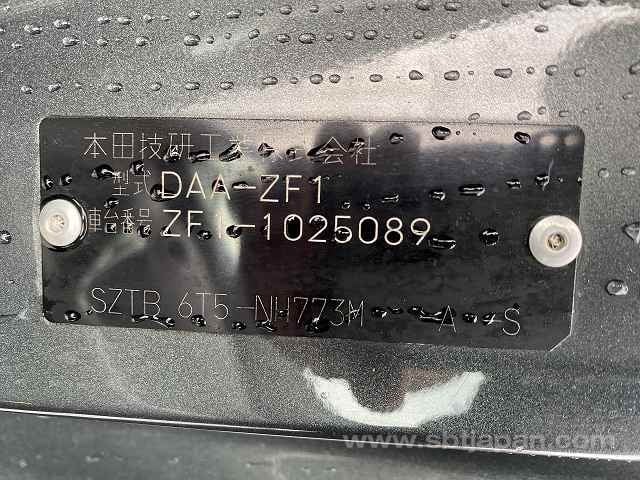 本田技研工業株式会社
型式 DAA-ZF1
車台番号 ZF1-1025089
SZTB 6T5-NH773M -A -S
www.sbtjapan.com